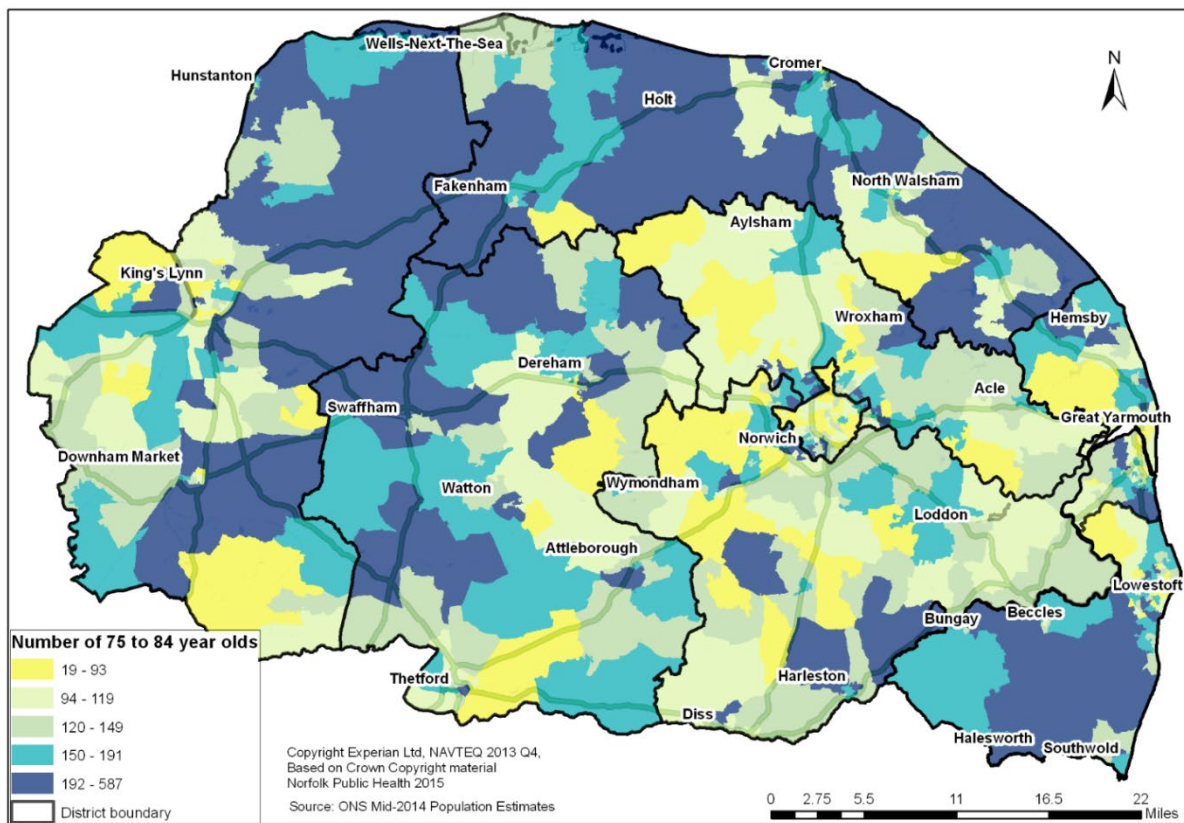 Wells-Next-The-Sea
Cromer
N
Hunstanton
Holt
Fakenham
North Walsham
Aylsham
King's Lynn
Wroxham
Hemsby
Dereham
Acle
Swaffham
Great Yarmouth
Norwich
Downham Market
Wymondham
Watton
Loddon
Attleborough
Lowestoft
Beccles
Bungay
Number of 75 to 84 year olds
19 - 93
94 - 119
120 - 149
150 - 191
192 - 587
District boundary
Thetford
Harleston
Diss
Halesworth
Southwold
Copyright Experian Ltd, NAVTEQ 2013 Q4,
Based on Crown Copyright material
Norfolk Public Health 2015
Source: ONS Mid-2014 Population Estimates
0 2.75 5.5 11 16.5 22
Miles